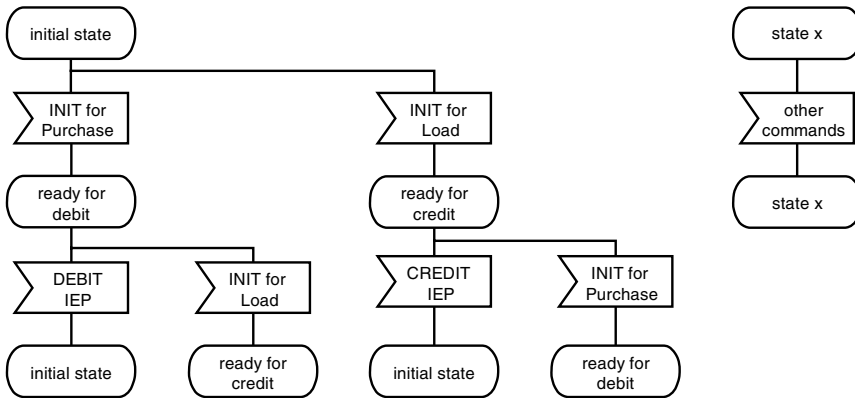 initial state
state x
INIT for
Purchase
INIT for
Load
other
commands
ready for
debit
ready for
credit
state x
DEBIT
IEP
INIT for
Load
CREDIT
IEP
INIT for
Purchase
initial state
ready for
credit
initial state
ready for
debit